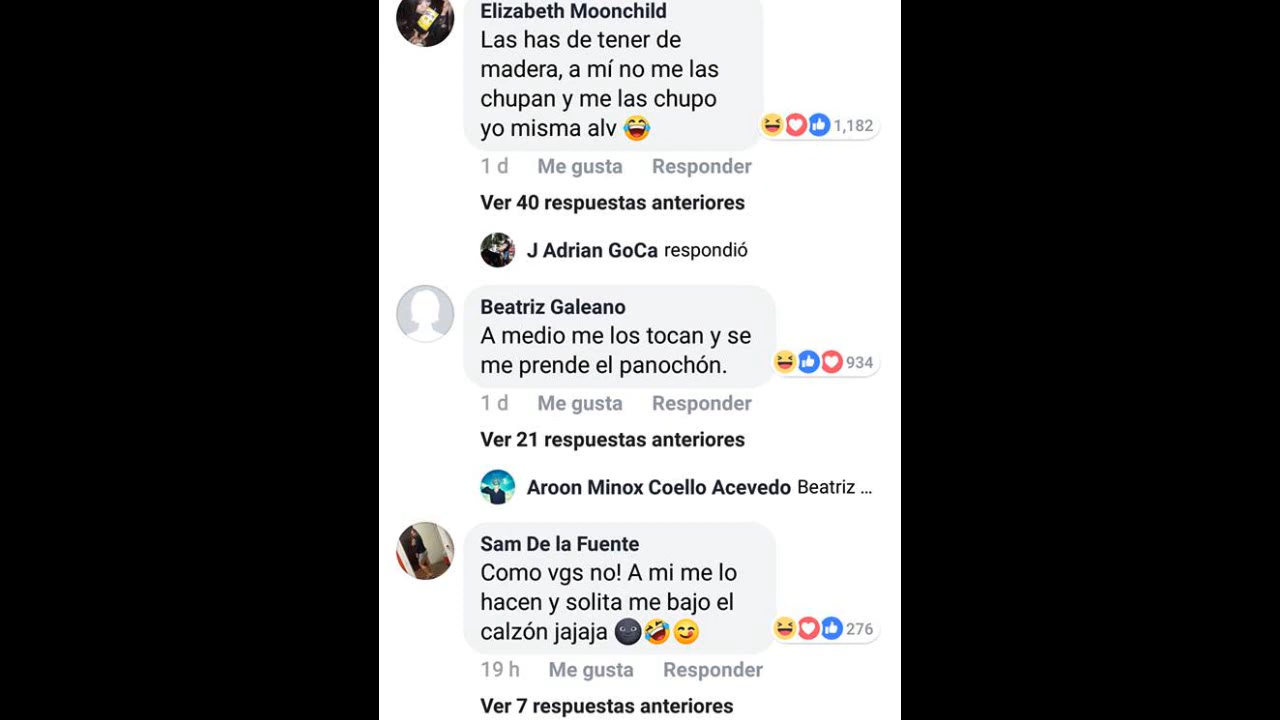 Elizabeth Moonchild
Las has de tener de
madera, a mí no me las
chupan y me las chupo
yo misma alv 😂
1,182
1 d Me gusta Responder
Ver 40 respuestas anteriores
J Adrian GoCa respondió
Beatriz Galeano
A medio me los tocan y se
me prende el panochón.
934
1 d Me gusta Responder
Ver 21 respuestas anteriores
Aroon Minox Coello Acevedo Beatriz ...
Sam De la Fuente
Como vgs no! A mi me lo
hacen y solita me bajo el
calzón jajaja 🌚🤣😊
276
19 h Me gusta Responder
Ver 7 respuestas anteriores